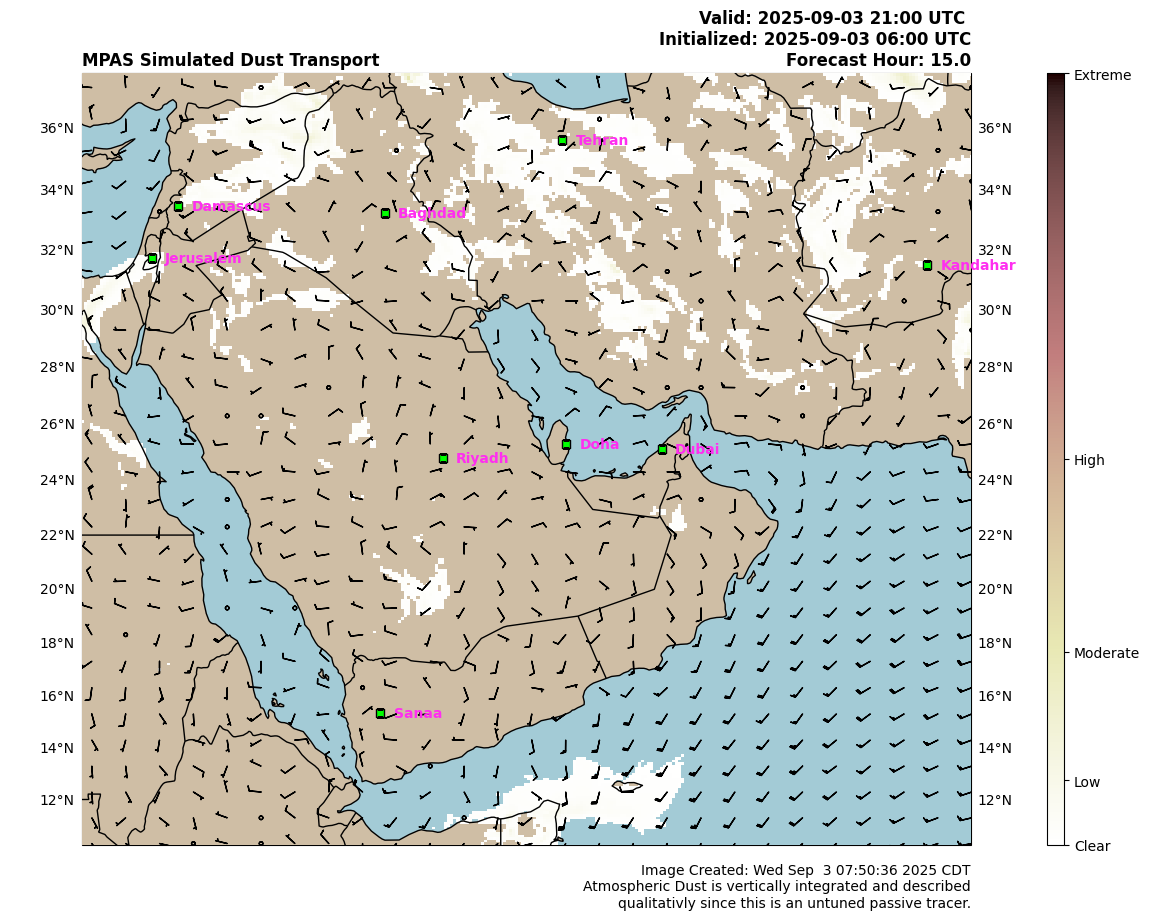 Valid: 2025-09-03 21:00 UTC
Initialized: 2025-09-03 06:00 UTC
MPAS Simulated Dust Transport
Forecast Hour: 15.0
Extreme
36°N
36°N
Tehran
34°N
34°N
Damascus
Baghdad
32°N
32°N
Jerusalem
Kandahar
30°N
30°N
28°N
28°N
26°N
26°N
Doha
Dubai
Riyadh
High
24°N
24°N
22°N
22°N
20°N
20°N
18°N
18°N
Moderate
16°N
16°N
Sanaa
14°N
14°N
Low
12°N
12°N
Clear
Image Created: Wed Sep  3 07:50:36 2025 CDT
Atmospheric Dust is vertically integrated and described
qualitativly since this is an untuned passive tracer.